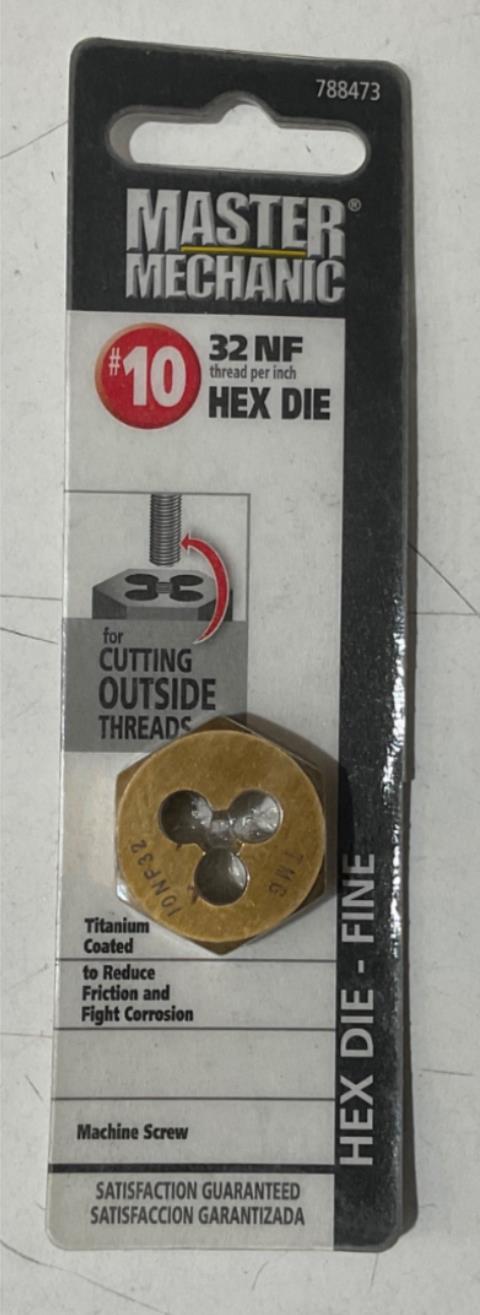 788473
MASTER®
MECHANIC
#10
32 NF
thread per inch
HEX DIE
for
CUTTING
OUTSIDE
THREADS
10NF32
TMG
Titanium
Coated
to Reduce
Friction and
Fight Corrosion
HEX DIE - FINE
Machine Screw
SATISFACTION GUARANTEED
SATISFACCION GARANTIZADA